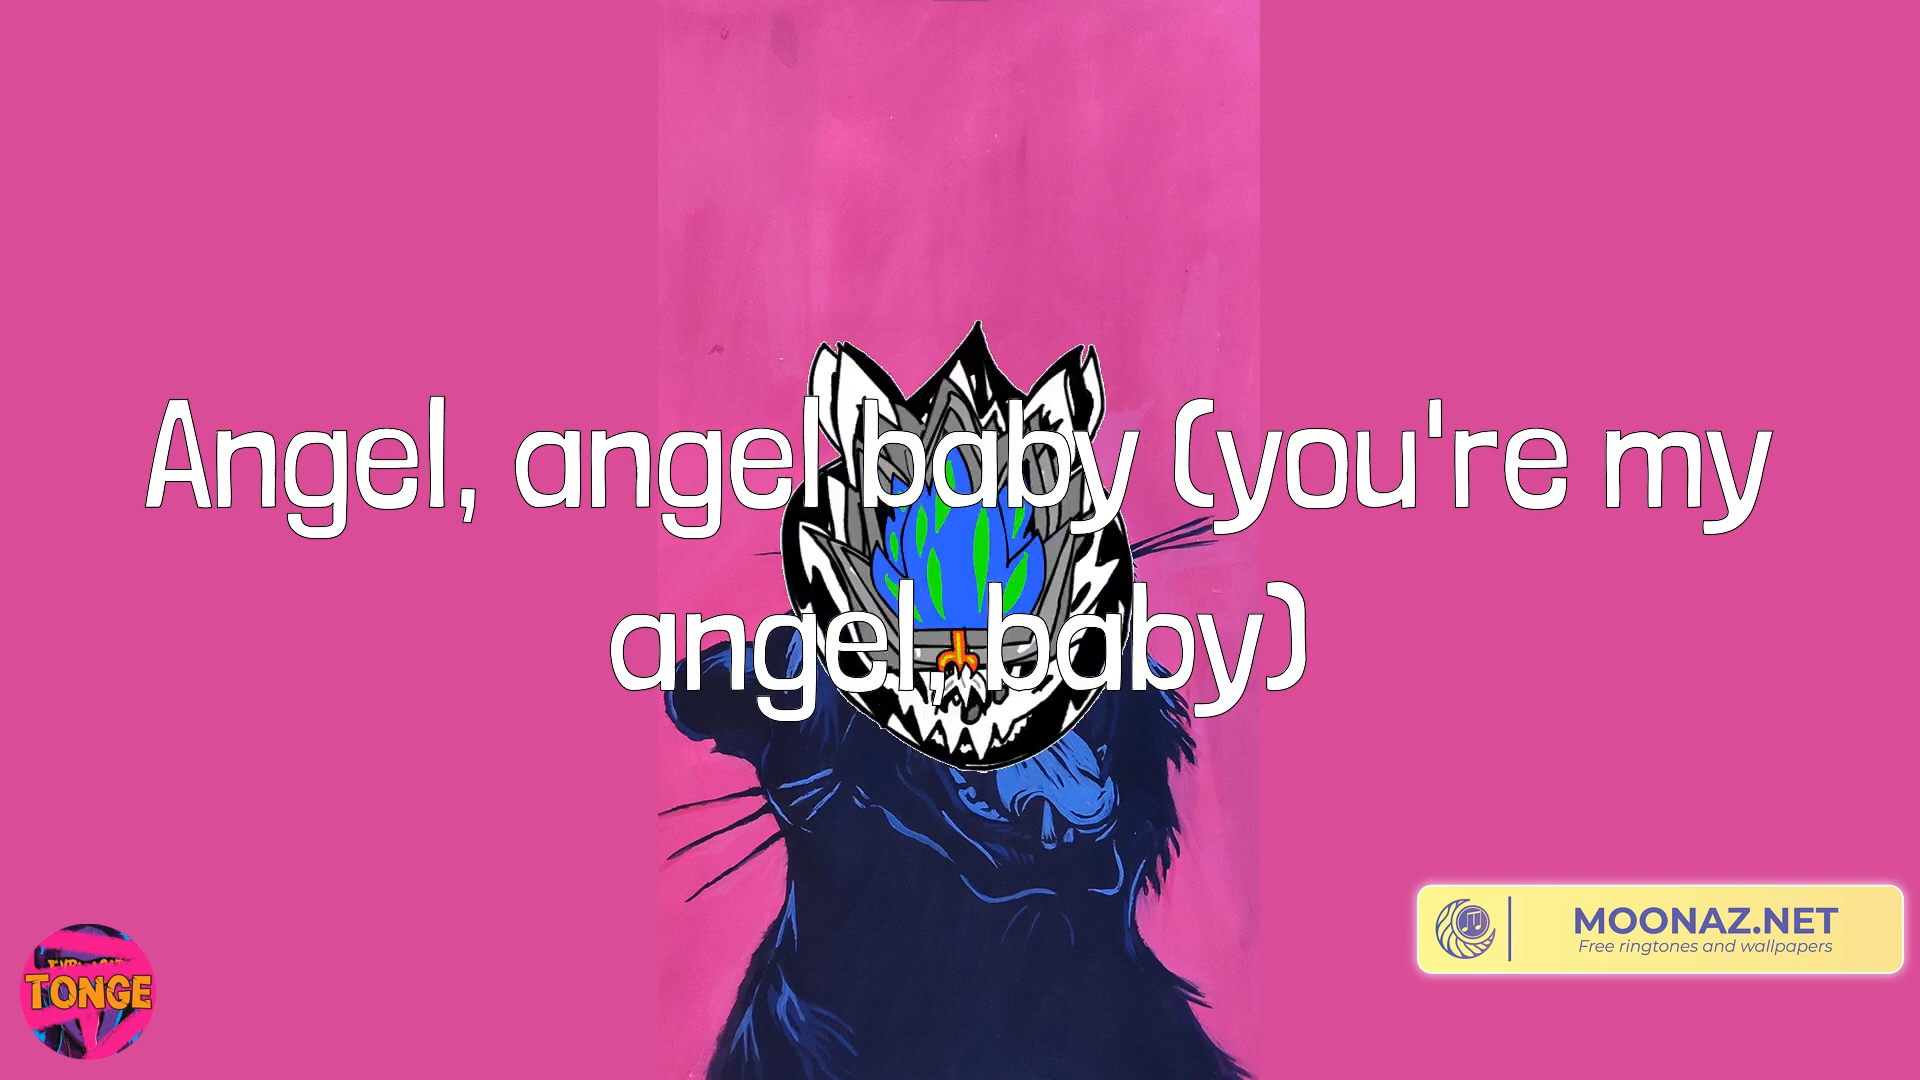 Angel, angel baby (you're my
angel, baby)
TONGE
MOONAZ.NET
Free ringtones and wallpapers